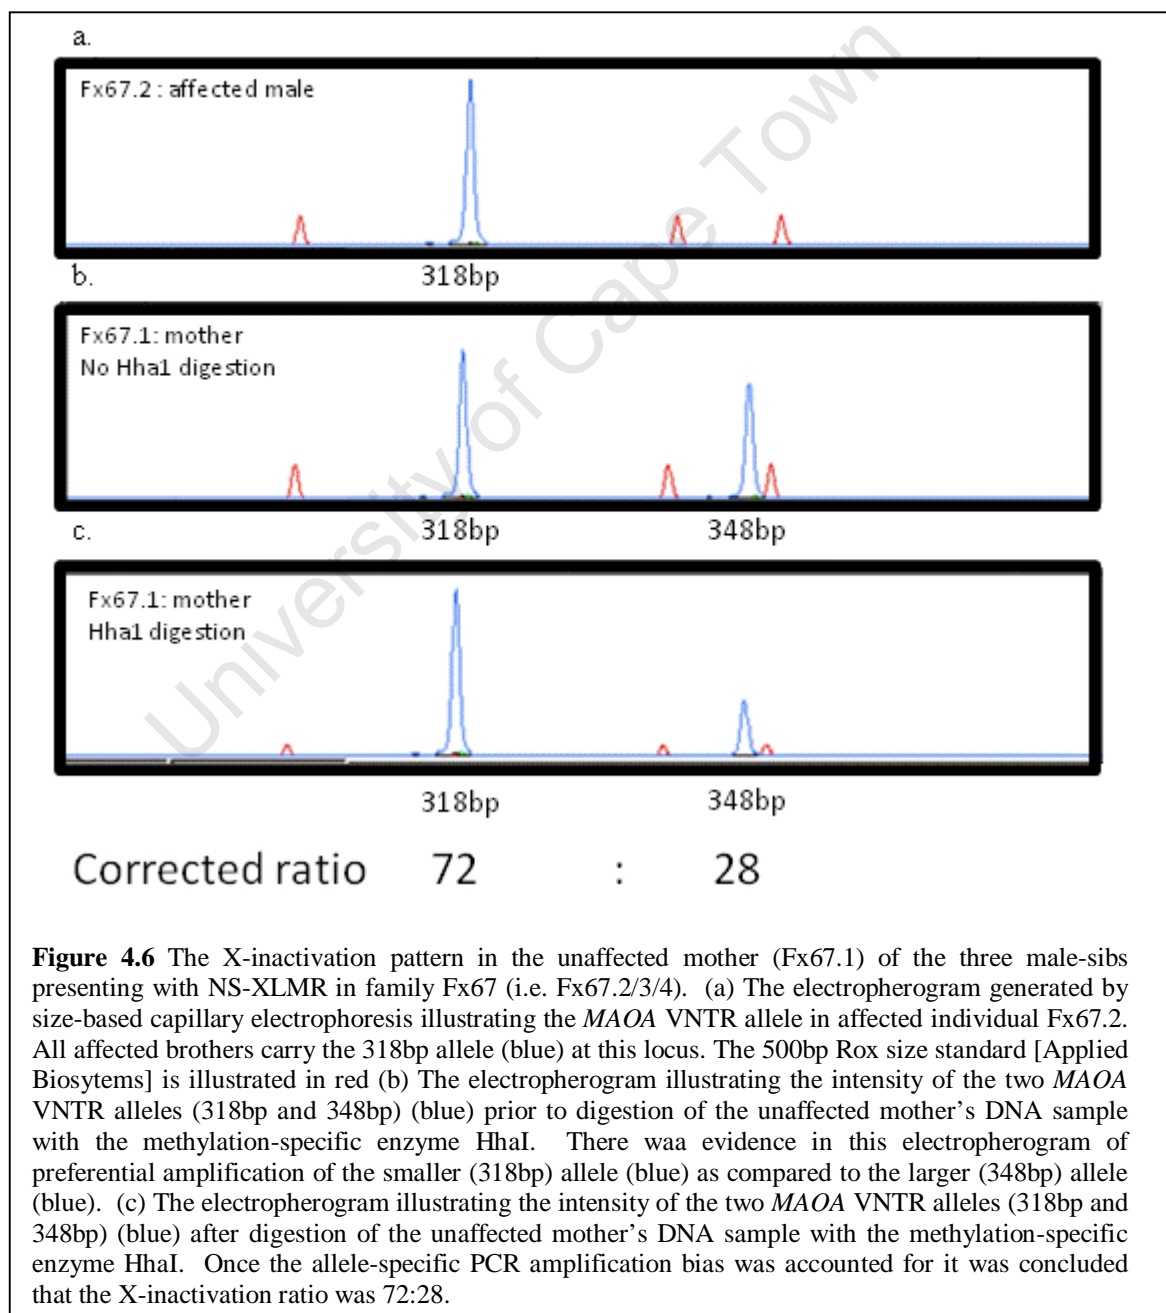 a.
Fx67.2 : affected male
318bp
b.
Fx67.1: mother
No Hha1 digestion
318bp 348bp
c.
Fx67.1: mother
Hha1 digestion
318bp 348bp
Corrected ratio 72 : 28
University of Cape Town
Figure 4.6 The X-inactivation pattern in the unaffected mother (Fx67.1) of the three male-sibs
presenting with NS-XLMR in family Fx67 (i.e. Fx67.2/3/4). (a) The electropherogram generated by
size-based capillary electrophoresis illustrating the MAOA VNTR allele in affected individual Fx67.2.
All affected brothers carry the 318bp allele (blue) at this locus. The 500bp Rox size standard [Applied
Biosytems] is illustrated in red (b) The electropherogram illustrating the intensity of the two MAOA
VNTR alleles (318bp and 348bp) (blue) prior to digestion of the unaffected mother's DNA sample
with the methylation-specific enzyme HhaI. There waa evidence in this electropherogram of
preferential amplification of the smaller (318bp) allele (blue) as compared to the larger (348bp) allele
(blue). (c) The electropherogram illustrating the intensity of the two MAOA VNTR alleles (318bp and
348bp) (blue) after digestion of the unaffected mother's DNA sample with the methylation-specific
enzyme HhaI. Once the allele-specific PCR amplification bias was accounted for it was concluded
that the X-inactivation ratio was 72:28.